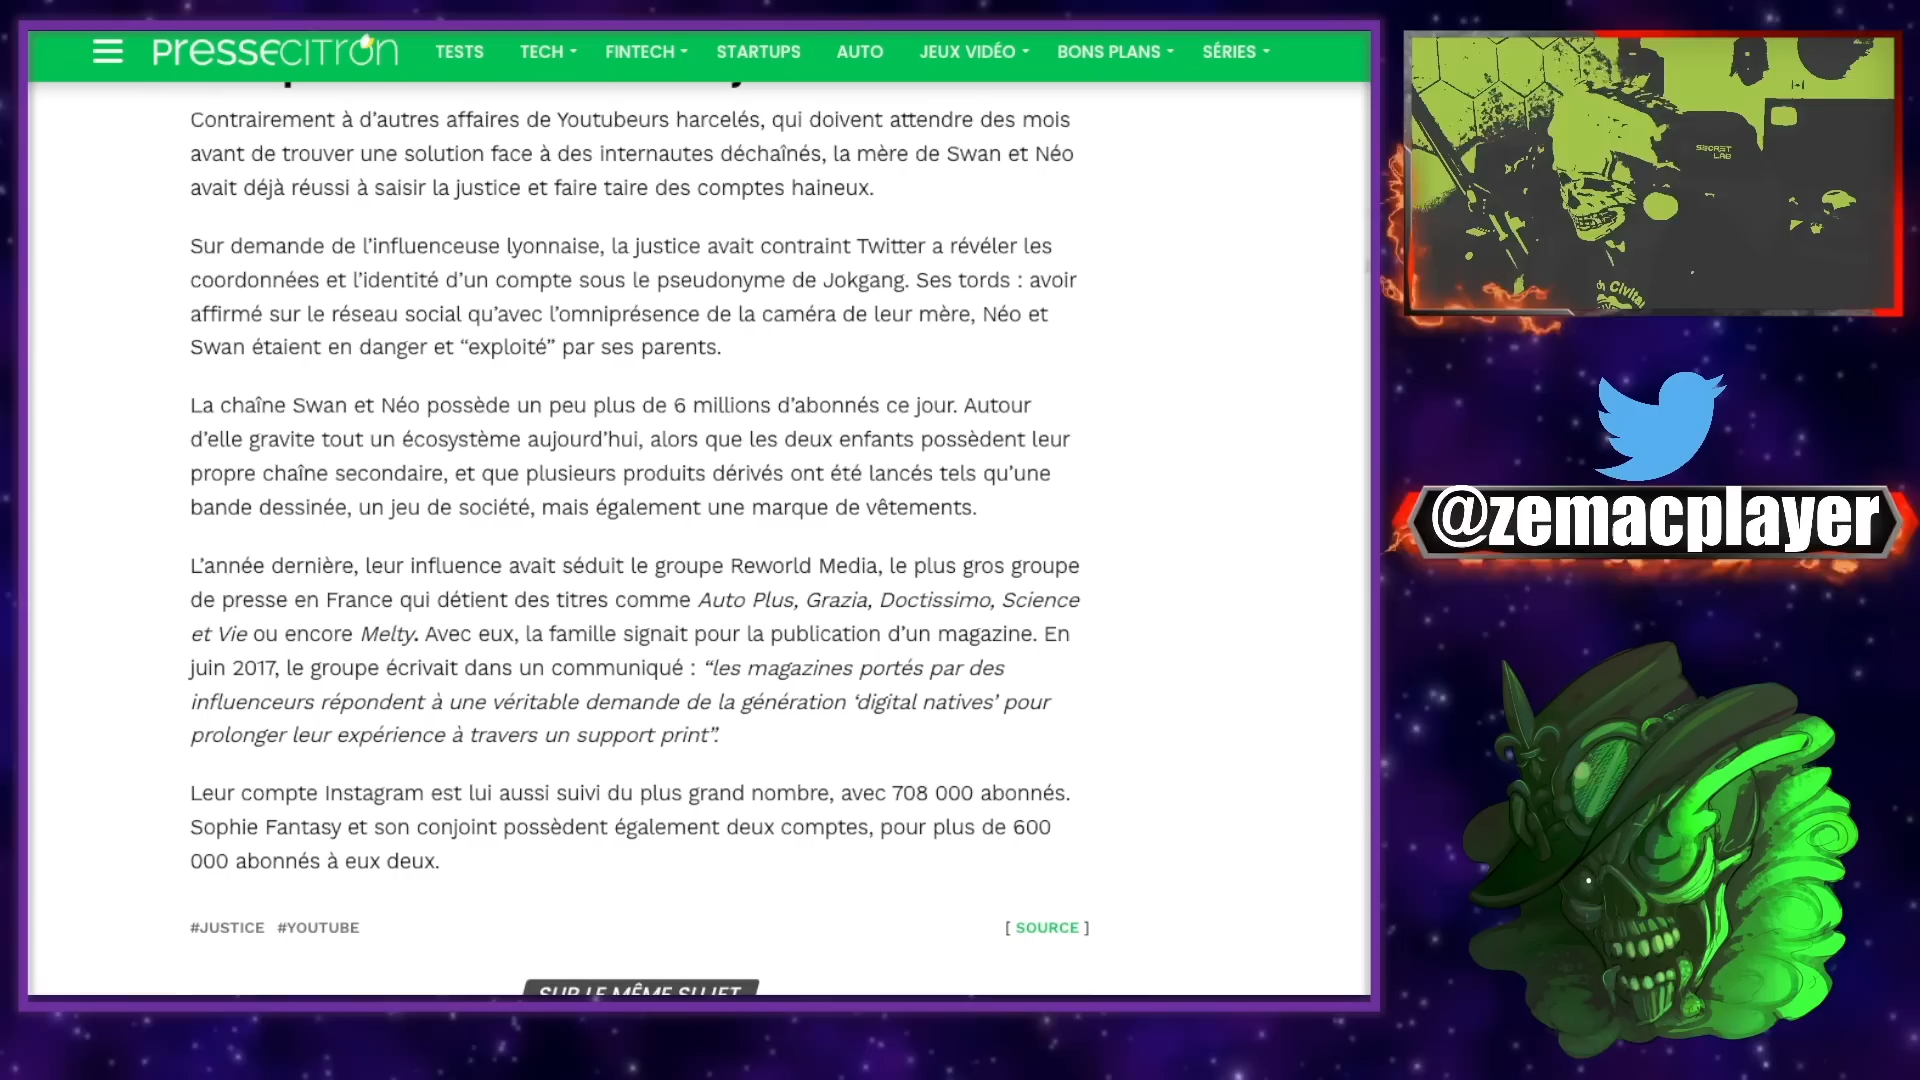 PRESSECITRON TESTS TECH FINTECH STARTUPS AUTO JEUX VIDÉO BONS PLANS SÉRIES
Contrairement à d’autres affaires de Youtubeurs harcelés, qui doivent attendre des mois
avant de trouver une solution face à des internautes déchaînés, la mère de Swan et Néo
avait déjà réussi à saisir la justice et faire taire des comptes haineux.
Sur demande de l’influenceuse lyonnaise, la justice avait contraint Twitter a révéler les
coordonnées et l’identité d’un compte sous le pseudonyme de Jokgang. Ses tords : avoir
affirmé sur le réseau social qu’avec l’omniprésence de la caméra de leur mère, Néo et
Swan étaient en danger et “exploité” par ses parents.
La chaîne Swan et Néo possède un peu plus de 6 millions d’abonnés ce jour. Autour
d’elle gravite tout un écosystème aujourd’hui, alors que les deux enfants possèdent leur
propre chaîne secondaire, et que plusieurs produits dérivés ont été lancés tels qu’une
bande dessinée, un jeu de société, mais également une marque de vêtements.
L’année dernière, leur influence avait séduit le groupe Reworld Media, le plus gros groupe
de presse en France qui détient des titres comme Auto Plus, Grazia, Doctissimo, Science
et Vie ou encore Melty. Avec eux, la famille signait pour la publication d’un magazine. En
juin 2017, le groupe écrivait dans un communiqué : “les magazines portés par des
influenceurs répondent à une véritable demande de la génération ‘digital natives’ pour
prolonger leur expérience à travers un support print”.
Leur compte Instagram est lui aussi suivi du plus grand nombre, avec 708 000 abonnés.
Sophie Fantasy et son conjoint possèdent également deux comptes, pour plus de 600
000 abonnés à eux deux.
#JUSTICE #YOUTUBE [ SOURCE ]
SUR LE MÊME SUJET
SECRET
LAB
@zemacplayer